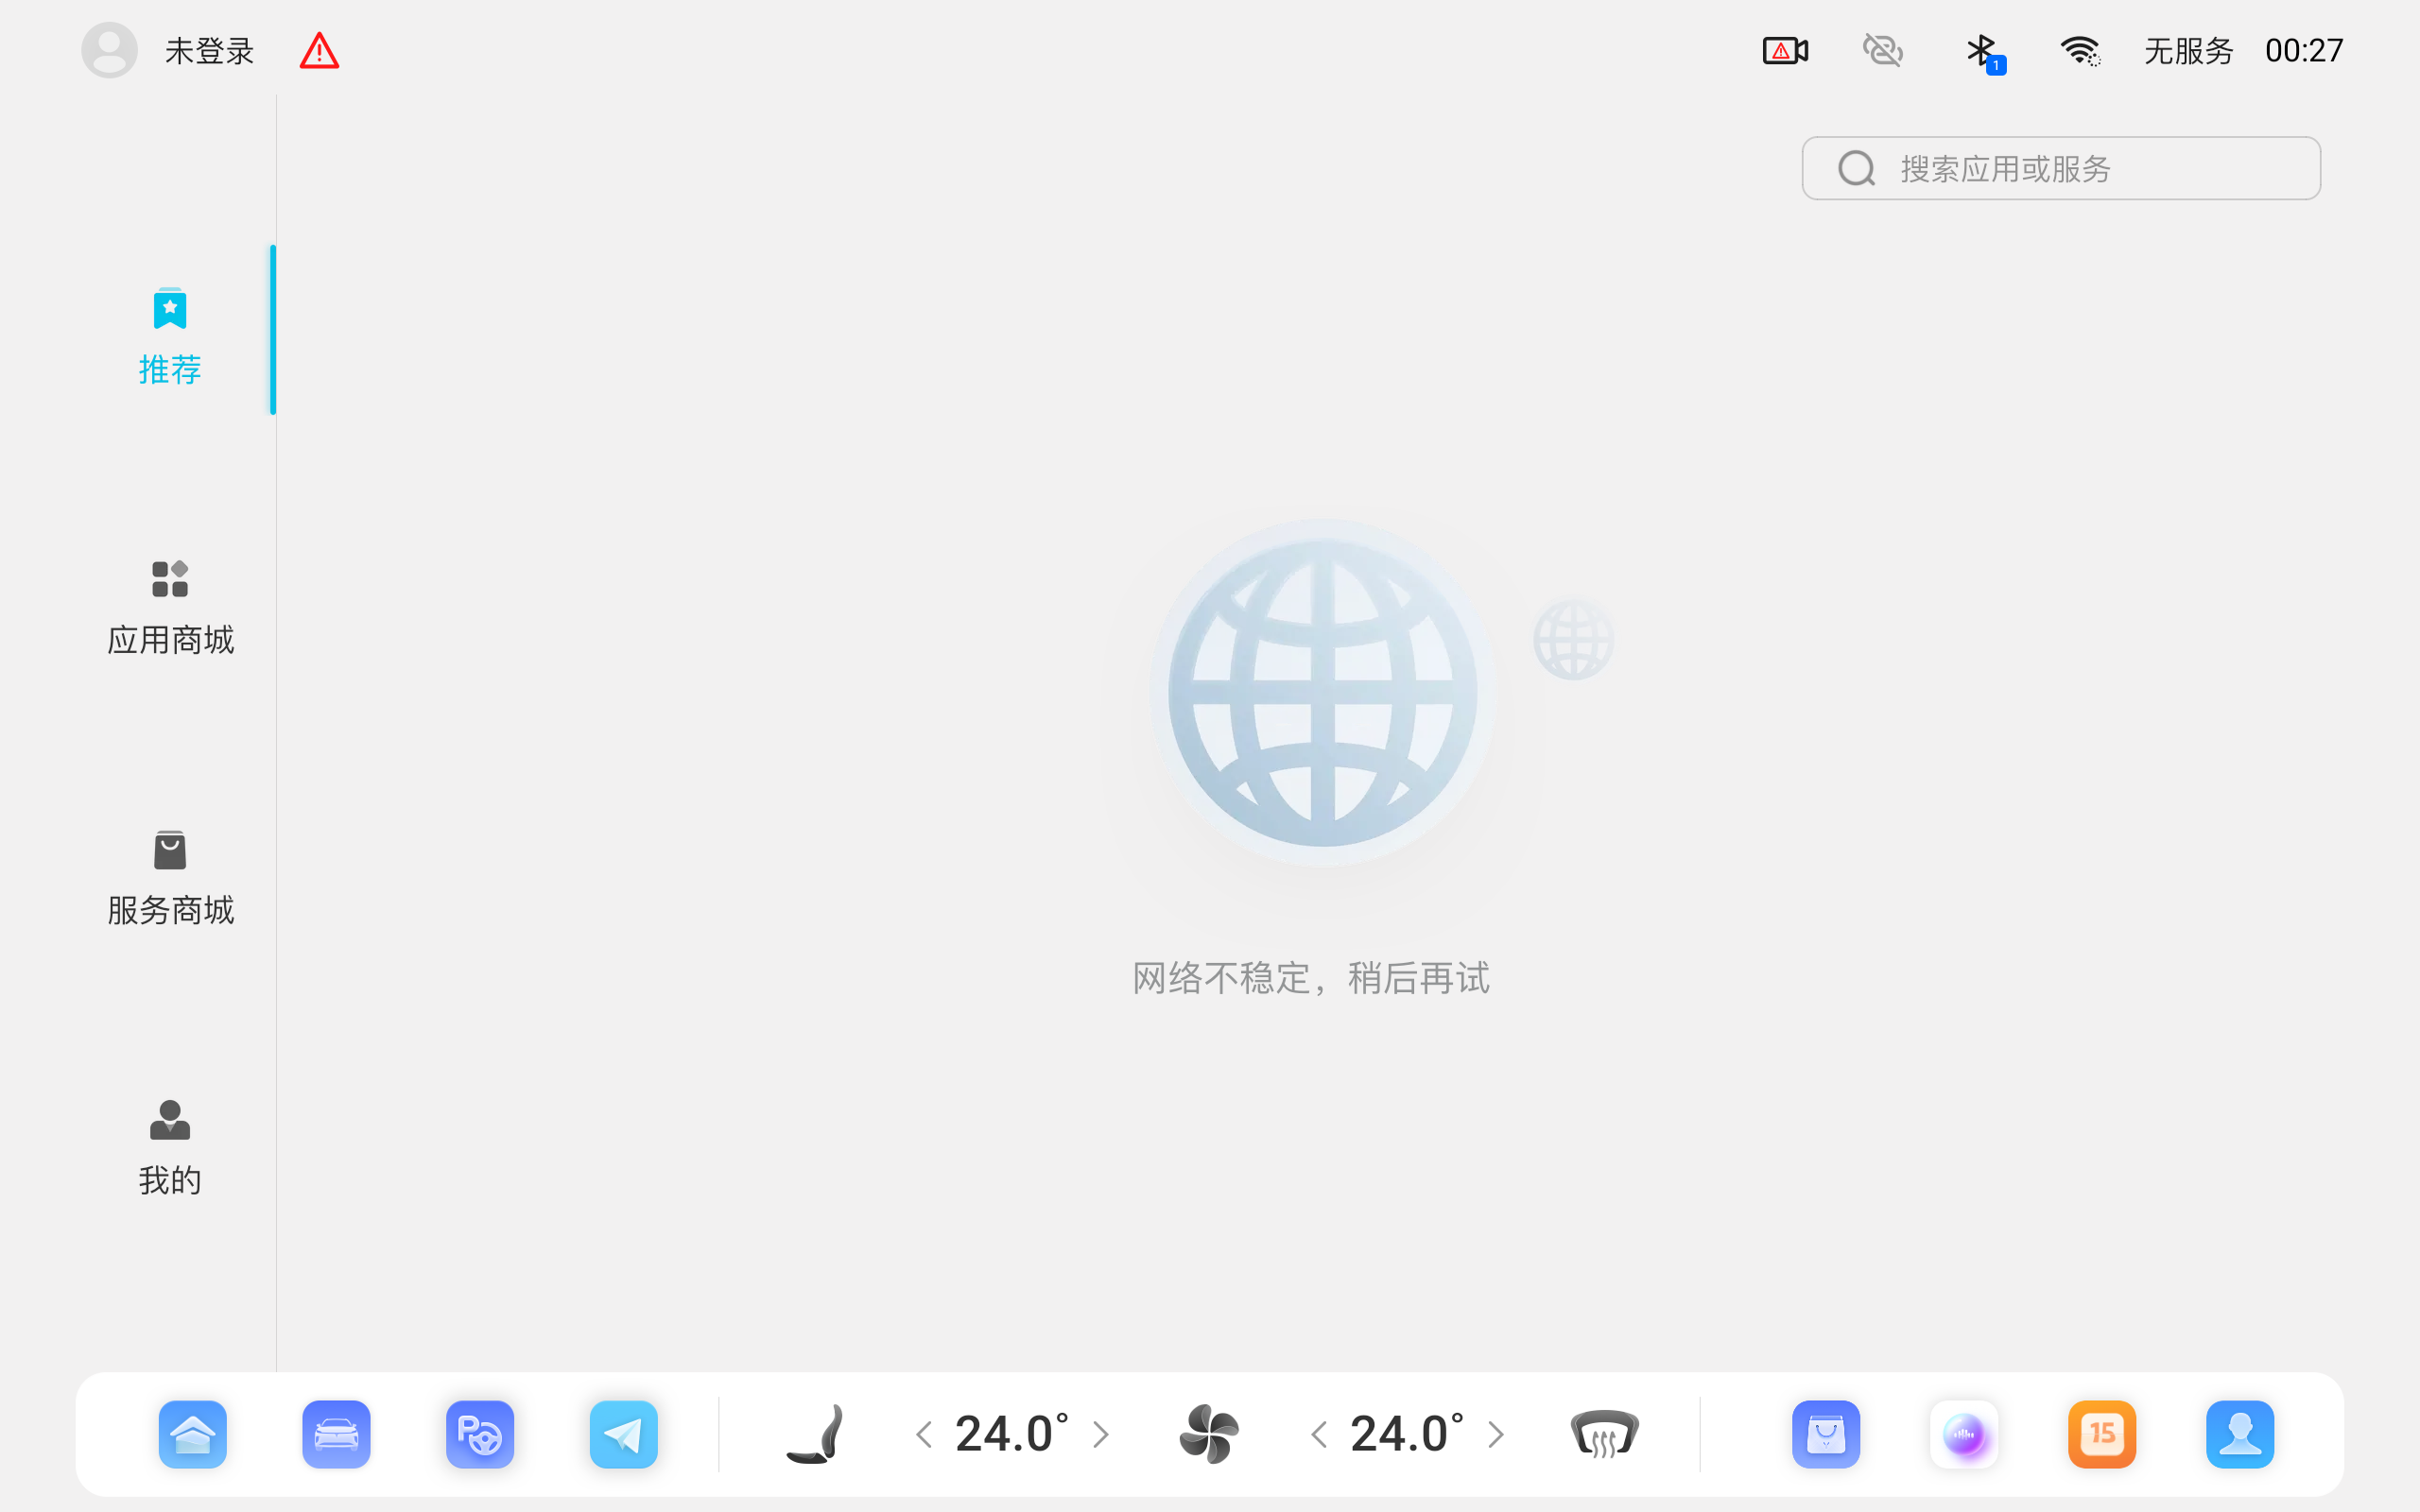 未登录
1
无服务 00:27
搜索应用或服务
推荐
应用商城
服务商城
我的
网络不稳定，稍后再试
P
24.0°
24.0°
15